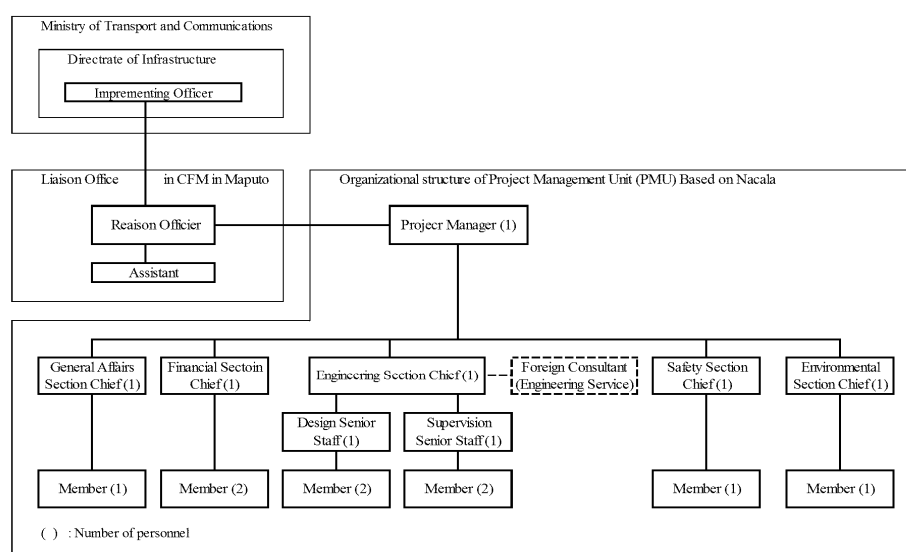 Ministry of Transport and Communications
Directrate of Infrastructure
Imprementing Officer
Liaison Office in CFM in Maputo
Organizational structure of Project Management Unit (PMU) Based on Nacala
Reaison Officier
Projecr Manager (1)
Assistant
General Affairs
Section Chief (1)
Financial Sectoin
Chief (1)
Engineering Section Chief (1)
Foreign Consultant
(Engineering Service)
Safety Section
Chief (1)
Environmental
Section Chief (1)
Design Senior
Staff (1)
Supervision
Senior Staff (1)
Member (1)
Member (2)
Member (2)
Member (2)
Member (1)
Member (1)
( ) : Number of personnel